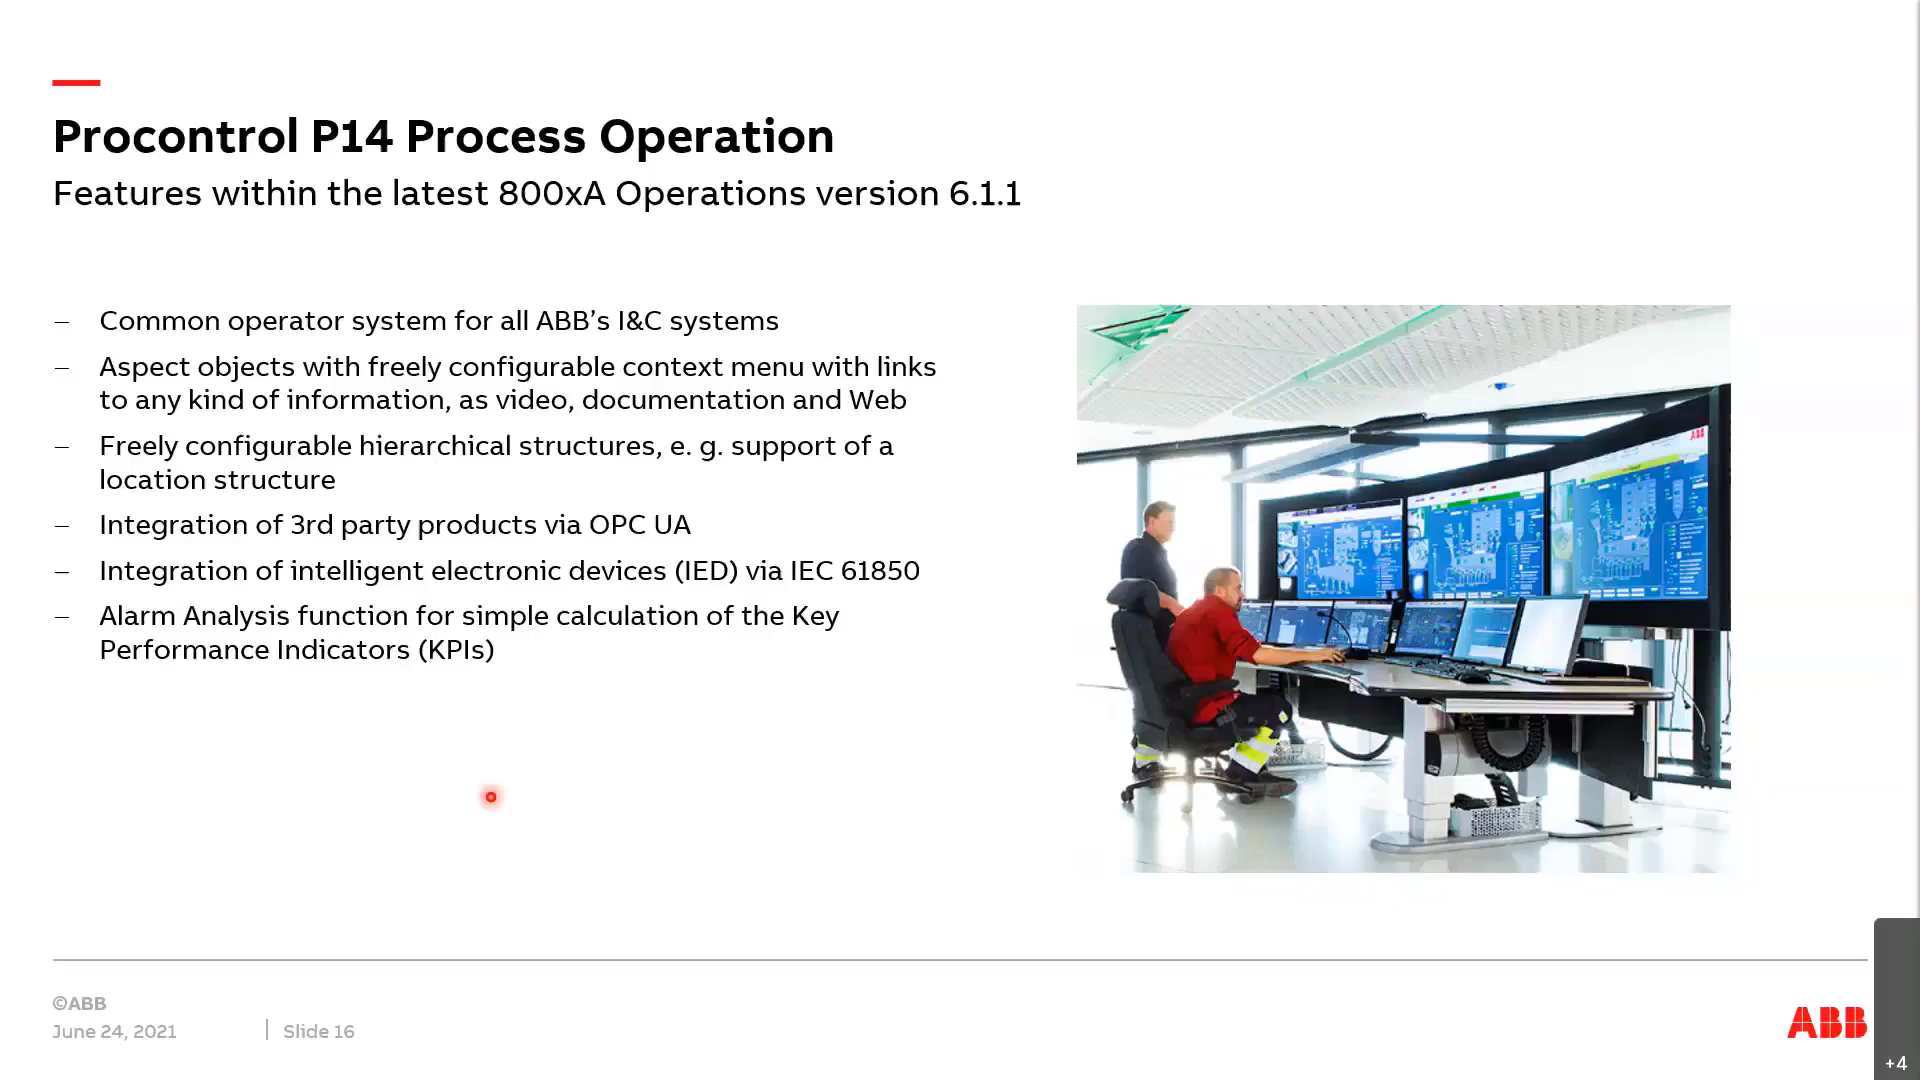 Procontrol P14 Process Operation
Features within the latest 800xA Operations version 6.1.1
– Common operator system for all ABB’s I&C systems
– Aspect objects with freely configurable context menu with links
to any kind of information, as video, documentation and Web
– Freely configurable hierarchical structures, e. g. support of a
location structure
– Integration of 3rd party products via OPC UA
– Integration of intelligent electronic devices (IED) via IEC 61850
– Alarm Analysis function for simple calculation of the Key
Performance Indicators (KPIs)
ABB
©ABB
June 24, 2021 | Slide 16
ABB
+4